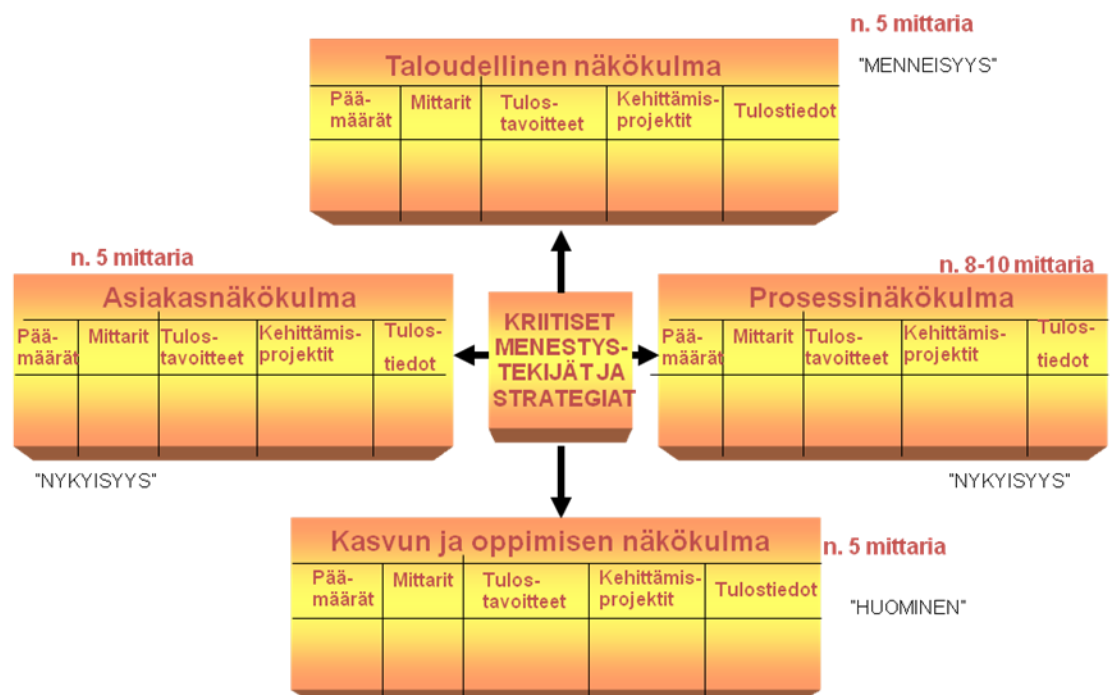 n. 5 mittaria
Taloudellinen näkökulma
"MENNEISYYS"
Pää-
määrät
Mittarit
Tulos-
tavoitteet
Kehittämis-
projektit
Tulostiedot
n. 5 mittaria
Asiakasnäkökulma
Pää-
määrät
Mittarit
Tulos-
tavoitteet
Kehittämis-
projektit
Tulos-
tiedot
"NYKYISYYS"
KRIITISET
MENESTYS-
TEKIJÄT JA
STRATEGIAT
n. 8-10 mittaria
Prosessinäkökulma
Pää-
määrät
Mittarit
Tulos-
tavoitteet
Kehittämis-
projektit
Tulos-
tiedot
"NYKYISYYS"
Kasvun ja oppimisen näkökulma
n. 5 mittaria
Pää-
määrät
Mittarit
Tulos-
tavoitteet
Kehittämis-
projektit
Tulostiedot
"HUOMINEN"